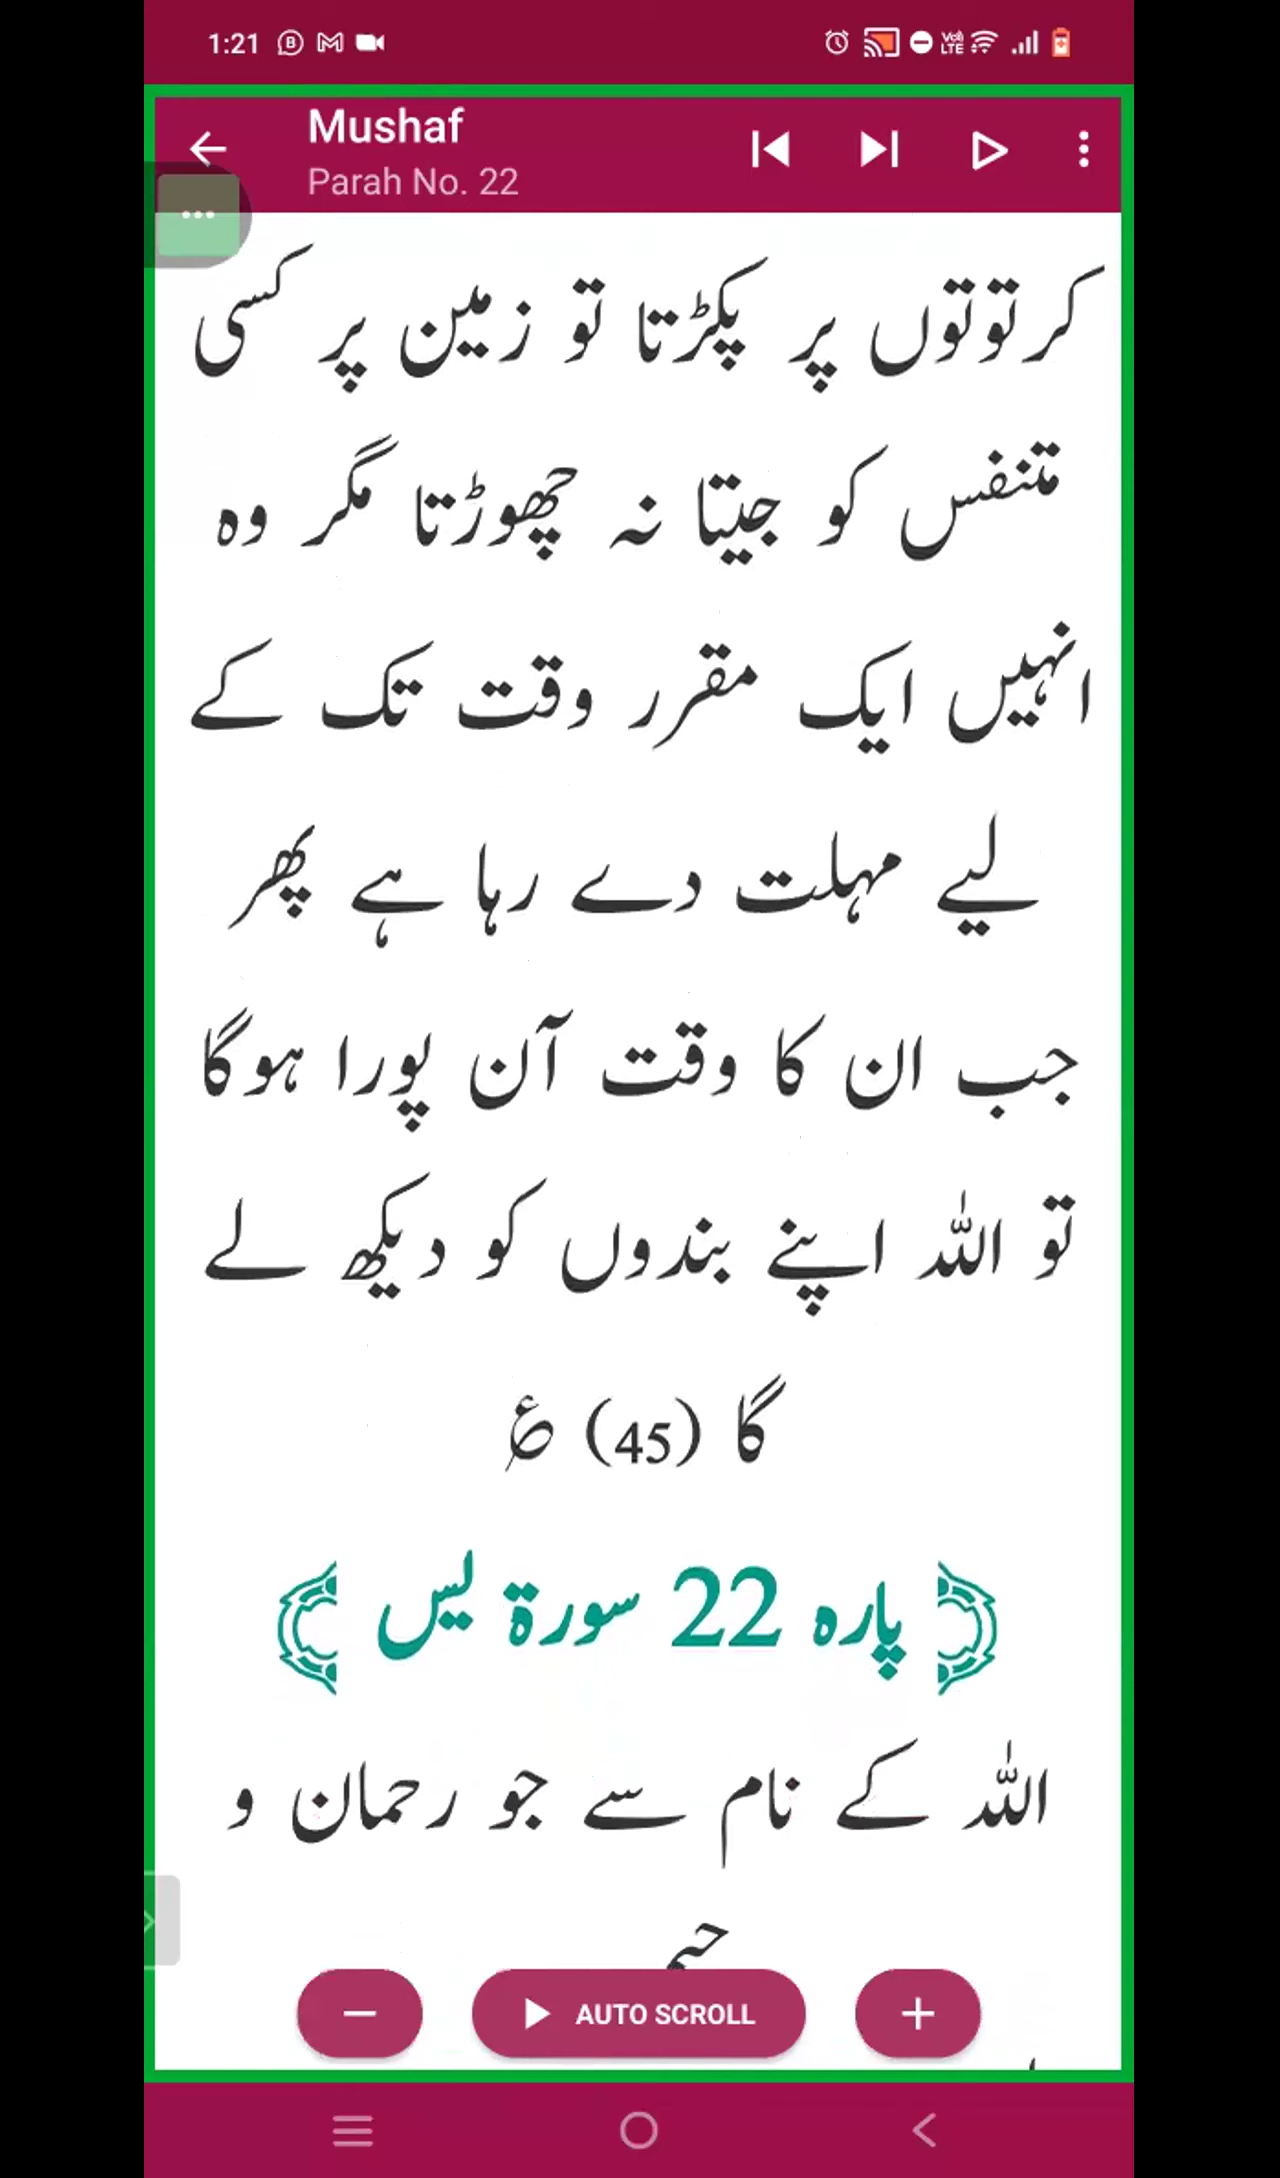 1:21
VoD LTE
Mushaf
Parah No. 22
کرتوتوں پر پکڑتا تو زمین پر کسی
متنفس کو جیتا نہ چھوڑتا مگر وہ
انہیں ایک مقرر وقت تک کے
لیے مہلت دے رہا ہے پھر
جب ان کا وقت آن پورا ہوگا
تو اللہ اپنے بندوں کو دیکھ لے
گا (45) ع
پارہ 22 سورۃ یس
اللہ کے نام سے جو رحمان و
AUTO SCROLL